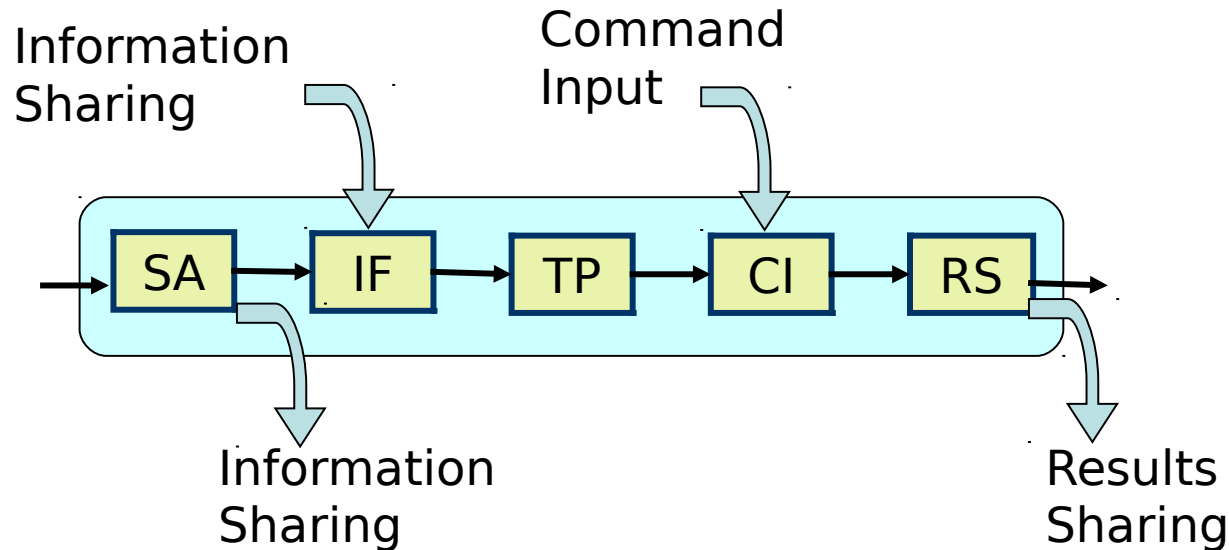 Information
Sharing
Command
Input
SA
IF
TP
CI
RS
Information
Sharing
Results
Sharing